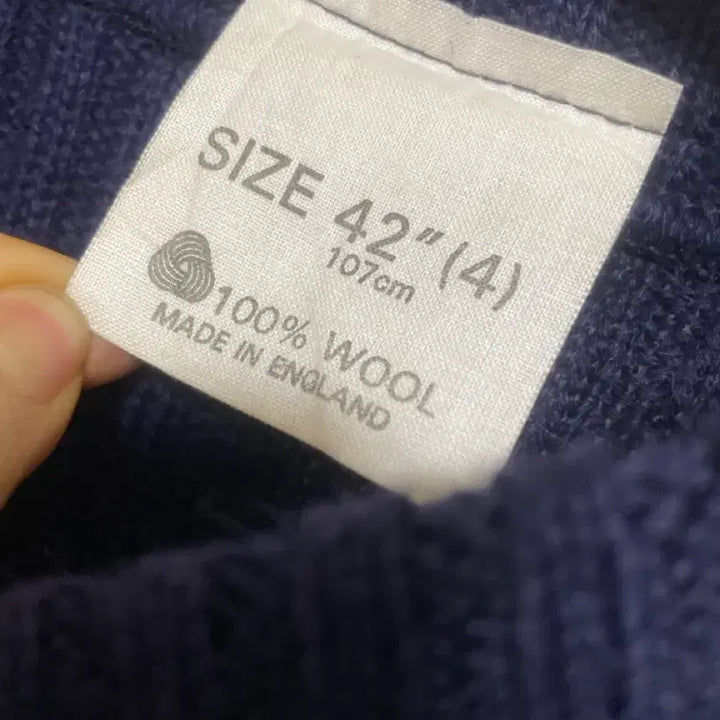 SIZE 42" (4)
107cm
100% WOOL
MADE IN ENGLAND